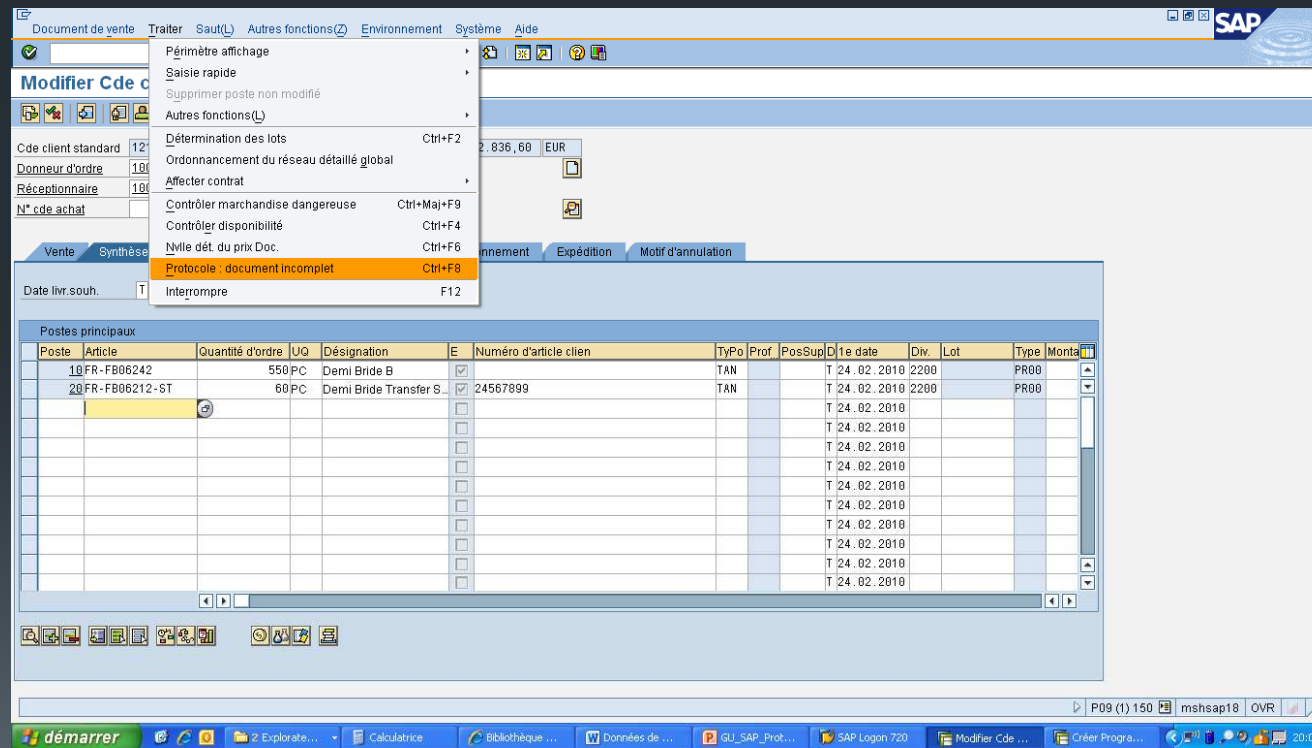 Document de vente Traiter Saut(L) Autres fonctions(Z) Environnement Système Aide
SAP
Périmètre affichage
Saisie rapide
Supprimer poste non modifié
Autres fonctions(L)
Détermination des lots Ctrl+F2
Ordonnancement du réseau détaillé global
Affecter contrat
Contrôler marchandise dangereuse Ctrl+Maj+F9
Contrôler disponibilité Ctrl+F4
Nvlle dét. du prix Doc. Ctrl+F6
Protocole : document incomplet Ctrl+F8
Interrompre F12
Modifier Cde c
Cde client standard 12 2.836,60 EUR
Donneur d'ordre 100
Réceptionnaire 100
N° cde achat
Vente Synthèse onnement Expédition Motif d'annulation
Date livr.souh. T
Postes principaux
Poste Article Quantité d'ordre UQ Désignation E Numéro d'article clien TyPo Prof PosSup D 1e date Div. Lot Type Monta
10 FR-FB06242 550 PC Demi Bride B TAN T 24.02.2010 2200 PR00
20 FR-FB06212-ST 60 PC Demi Bride Transfer S... 24567899 TAN T 24.02.2010 2200 PR00
T 24.02.2010
T 24.02.2010
T 24.02.2010
T 24.02.2010
T 24.02.2010
T 24.02.2010
T 24.02.2010
T 24.02.2010
T 24.02.2010
T 24.02.2010
P09 (1) 150 mshsap18 OVR
démarrer 2 Explorate... Calculatrice Bibliothèque ... Données de ... GU_SAP_Prot... SAP Logon 720 Modifier Cde ... Créer Progra...